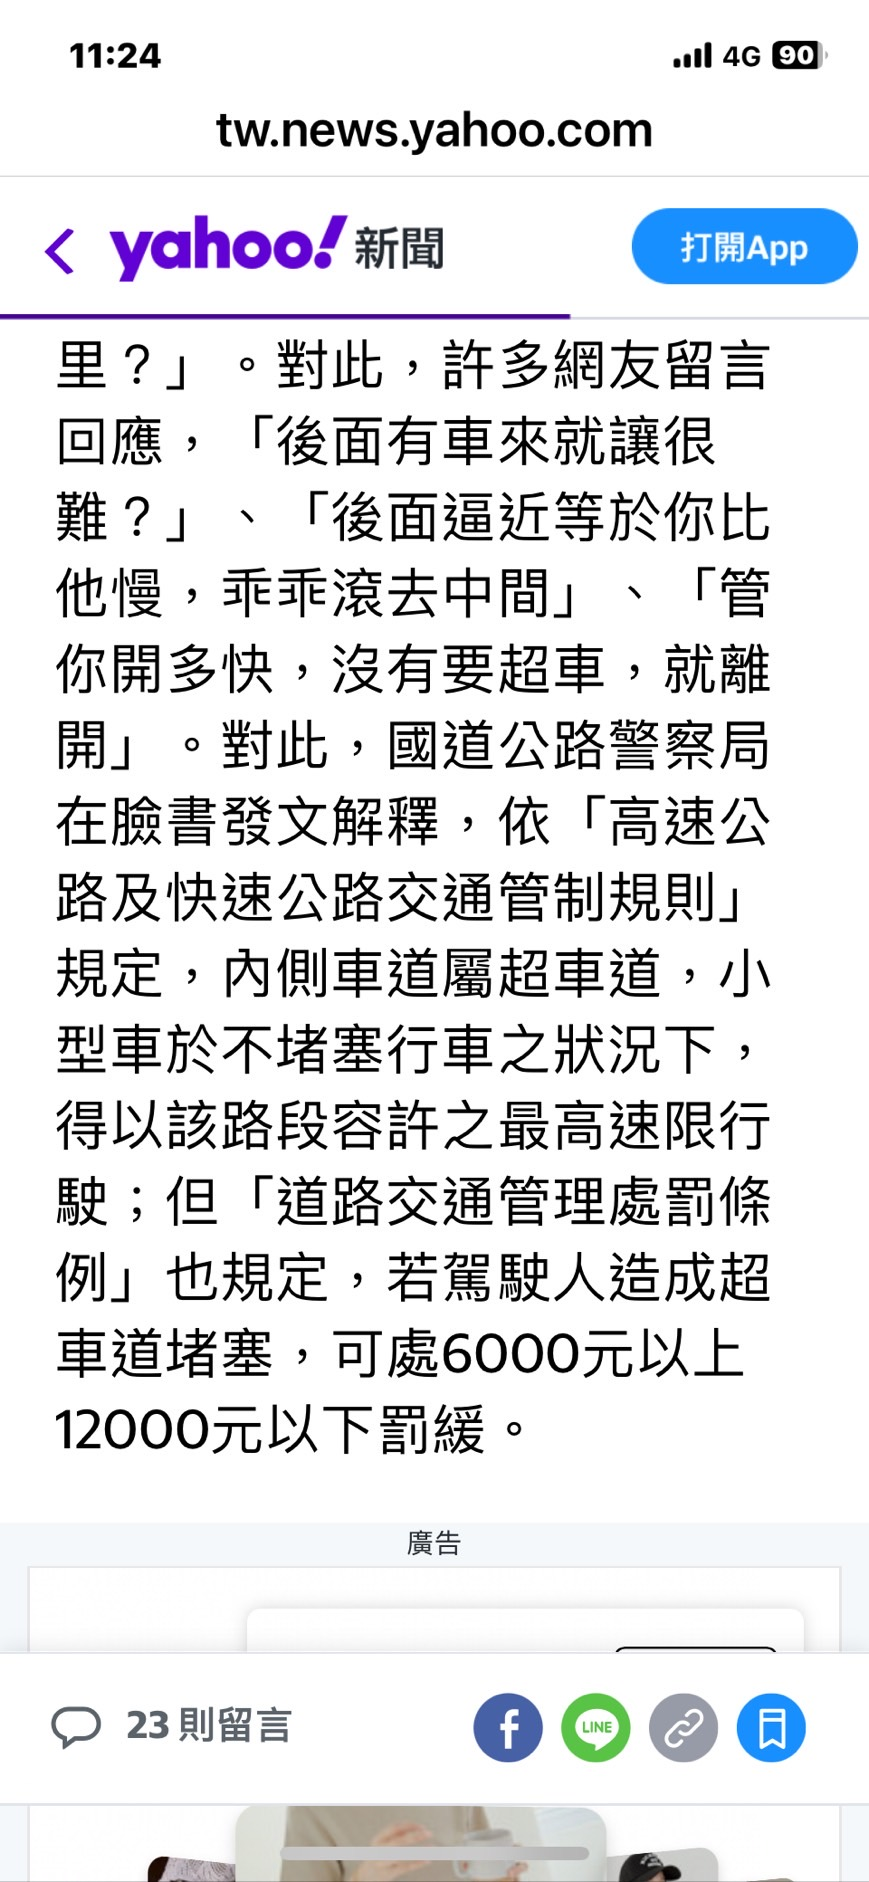 11:24
4G 90
tw.news.yahoo.com
yahoo!新聞
打開App
里？」。對此，許多網友留言
回應，「後面有車來就讓很
難？」、「後面逼近等於你比
他慢，乖乖滾去中間」、「管
你開多快，沒有要超車，就離
開」。對此，國道公路警察局
在臉書發文解釋，依「高速公
路及快速公路交通管制規則」
規定，內側車道屬超車道，小
型車於不堵塞行車之狀況下，
得以該路段容許之最高速限行
駛；但「道路交通管理處罰條
例」也規定，若駕駛人造成超
車道堵塞，可處6000元以上
12000元以下罰緩。
廣告
23 則留言
LINE